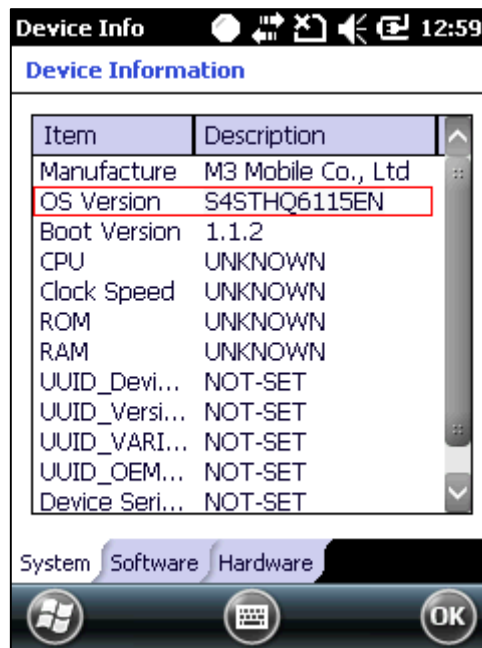 Device Info 12:59
Device Information
Item Description
Manufacture M3 Mobile Co., Ltd
OS Version S4STHQ6115EN
Boot Version 1.1.2
CPU UNKNOWN
Clock Speed UNKNOWN
ROM UNKNOWN
RAM UNKNOWN
UUID_Devi... NOT-SET
UUID_Versi... NOT-SET
UUID_VARI... NOT-SET
UUID_OEM... NOT-SET
Device Seri... NOT-SET
System Software Hardware
OK